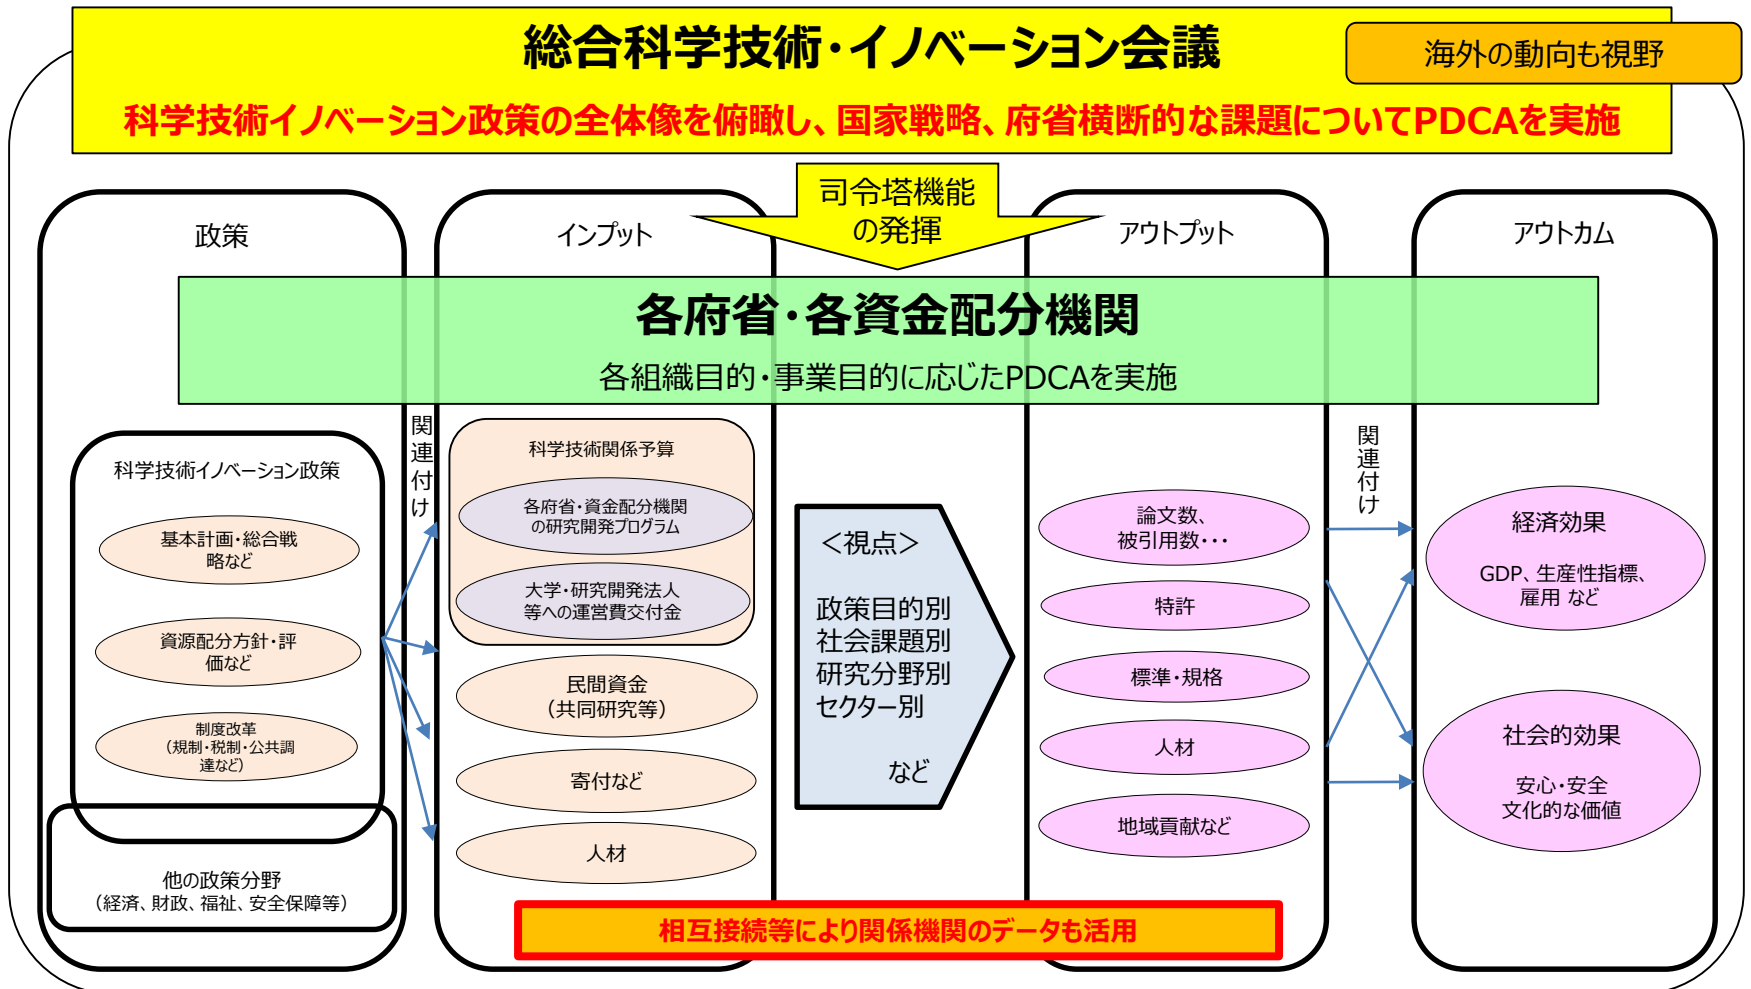 総合科学技術・イノベーション会議
海外の動向も視野
科学技術イノベーション政策の全体像を俯瞰し、国家戦略、府省横断的な課題についてPDCAを実施
司令塔機能
の発揮
政策
インプット
アウトプット
アウトカム
各府省・各資金配分機関
各組織目的・事業目的に応じたPDCAを実施
科学技術イノベーション政策
基本計画・総合戦
略など
資源配分方針・評
価など
制度改革
（規制・税制・公共調
達など）
他の政策分野
（経済、財政、福祉、安全保障等）
関連付け
科学技術関係予算
各府省・資金配分機関
の研究開発プログラム
大学・研究開発法人
等への運営費交付金
民間資金
（共同研究等）
寄付など
人材
＜視点＞
政策目的別
社会課題別
研究分野別
セクター別
など
論文数、
被引用数・・・
特許
標準・規格
人材
地域貢献など
関連付け
経済効果
GDP、生産性指標、
雇用 など
社会的効果
安心・安全
文化的な価値
相互接続等により関係機関のデータも活用